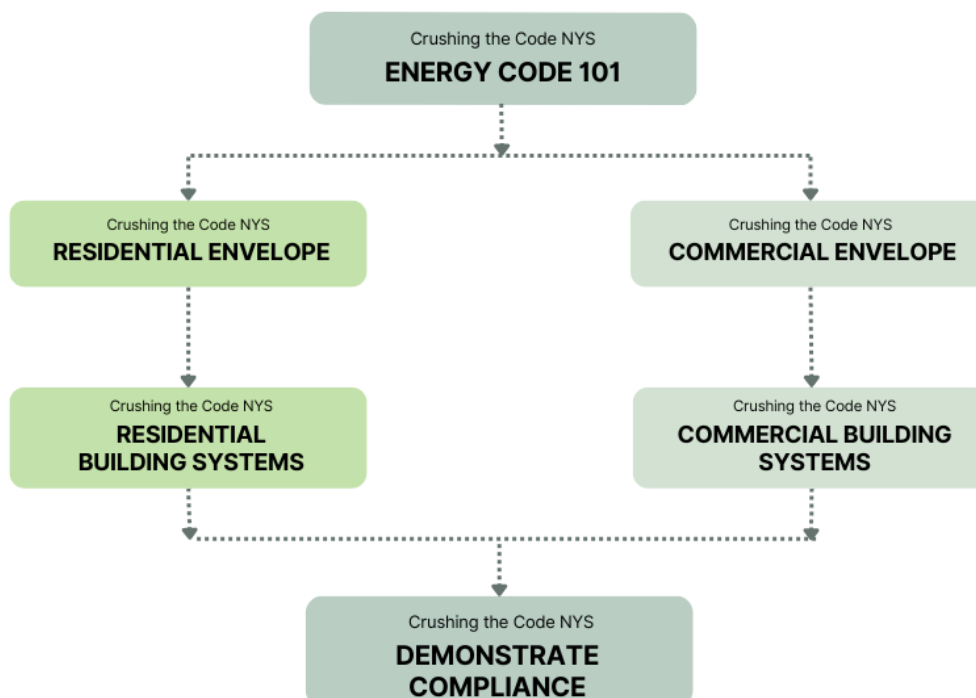 Crushing the Code NYS
ENERGY CODE 101
Crushing the Code NYS
RESIDENTIAL ENVELOPE
Crushing the Code NYS
COMMERCIAL ENVELOPE
Crushing the Code NYS
RESIDENTIAL
BUILDING SYSTEMS
Crushing the Code NYS
COMMERCIAL BUILDING
SYSTEMS
Crushing the Code NYS
DEMONSTRATE
COMPLIANCE